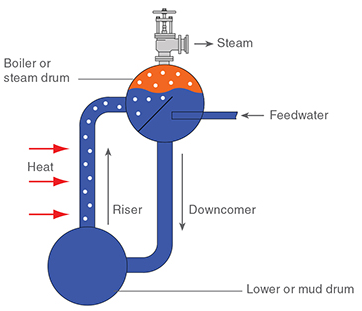 Steam
Boiler or
steam drum
Feedwater
Heat
Riser
Downcomer
Lower or mud drum